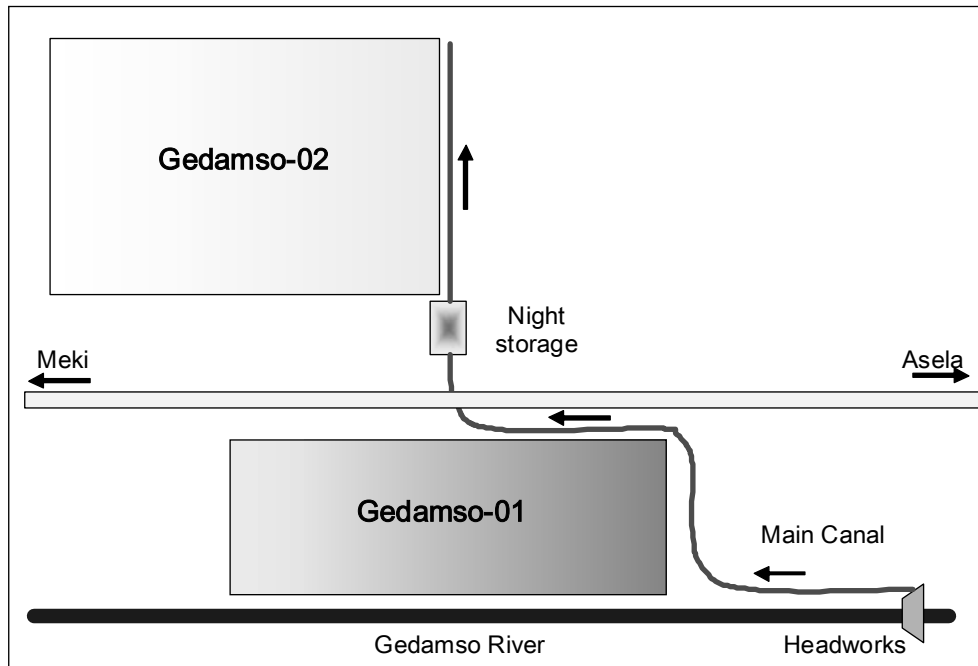 Gedamso-02
Night
storage
Meki
Asela
Gedamso-01
Main Canal
Gedamso River
Headworks